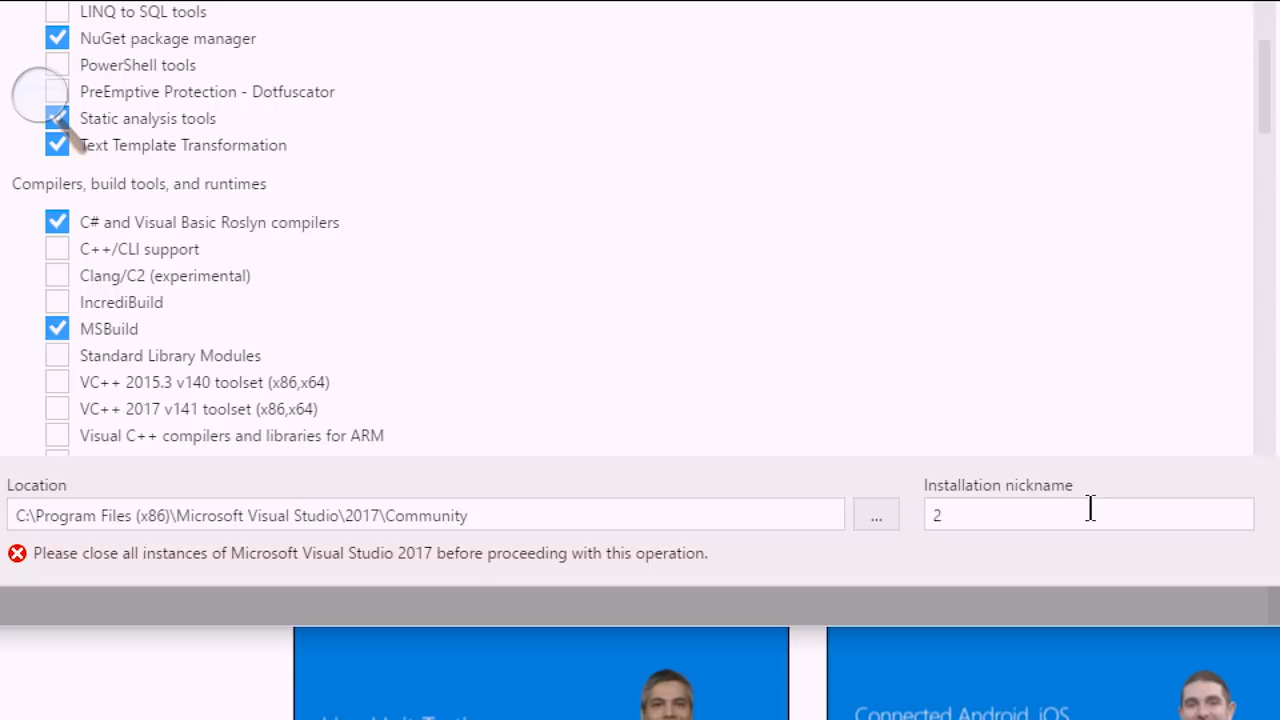 LINQ to SQL tools
NuGet package manager
PowerShell tools
PreEmptive Protection - Dotfuscator
Static analysis tools
Text Template Transformation
Compilers, build tools, and runtimes
C# and Visual Basic Roslyn compilers
C++/CLI support
Clang/C2 (experimental)
IncrediBuild
MSBuild
Standard Library Modules
VC++ 2015.3 v140 toolset (x86,x64)
VC++ 2017 v141 toolset (x86,x64)
Visual C++ compilers and libraries for ARM
Location
Installation nickname
C:\Program Files (x86)\Microsoft Visual Studio\2017\Community
...
2
Please close all instances of Microsoft Visual Studio 2017 before proceeding with this operation.
Connected Android, iOS